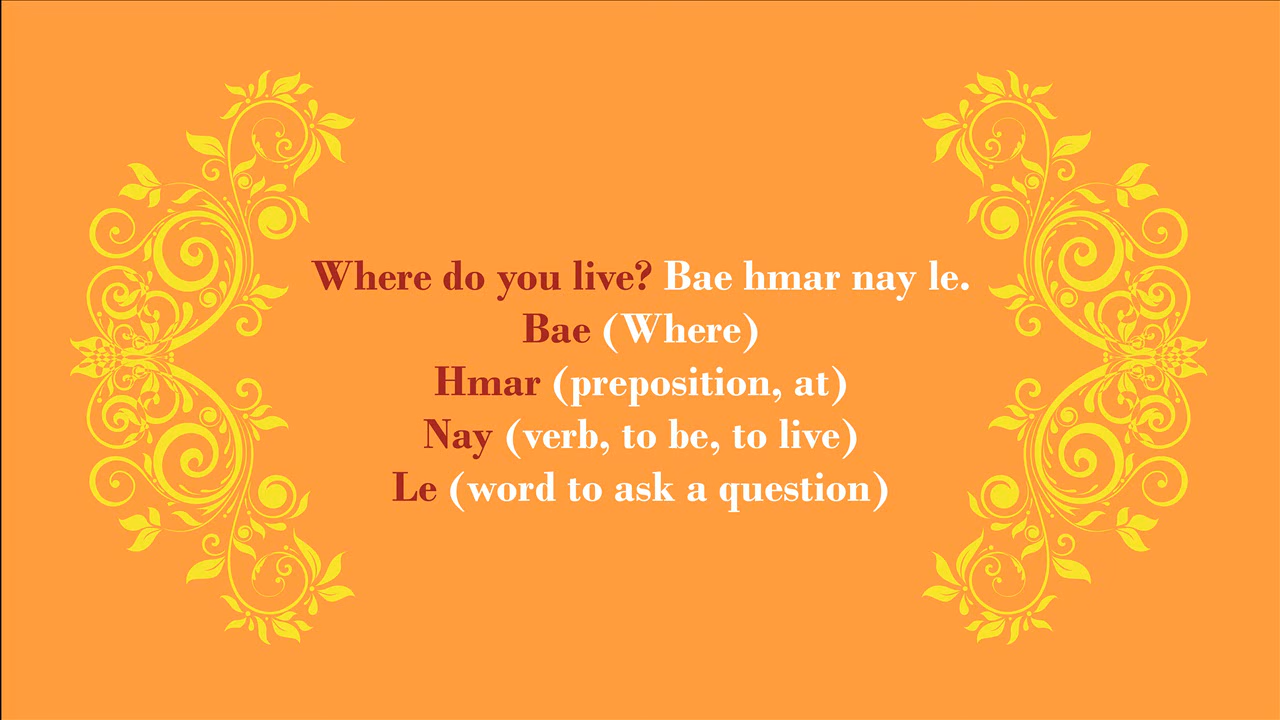 Where do you live? Bae hmar nay le.
Bae (Where)
Hmar (preposition, at)
Nay (verb, to be, to live)
Le (word to ask a question)